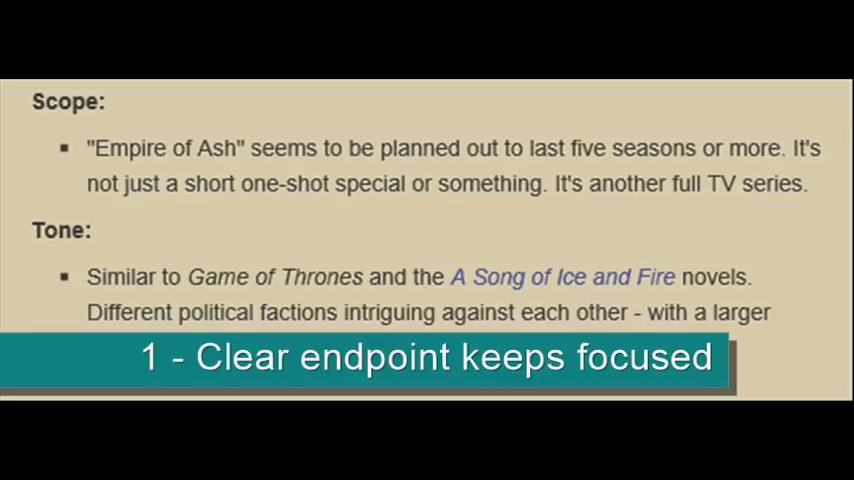 Scope:
▪ "Empire of Ash" seems to be planned out to last five seasons or more. It's
not just a short one-shot special or something. It's another full TV series.
Tone:
▪ Similar to Game of Thrones and the A Song of Ice and Fire novels.
Different political factions intriguing against each other - with a larger
1 - Clear endpoint keeps focused